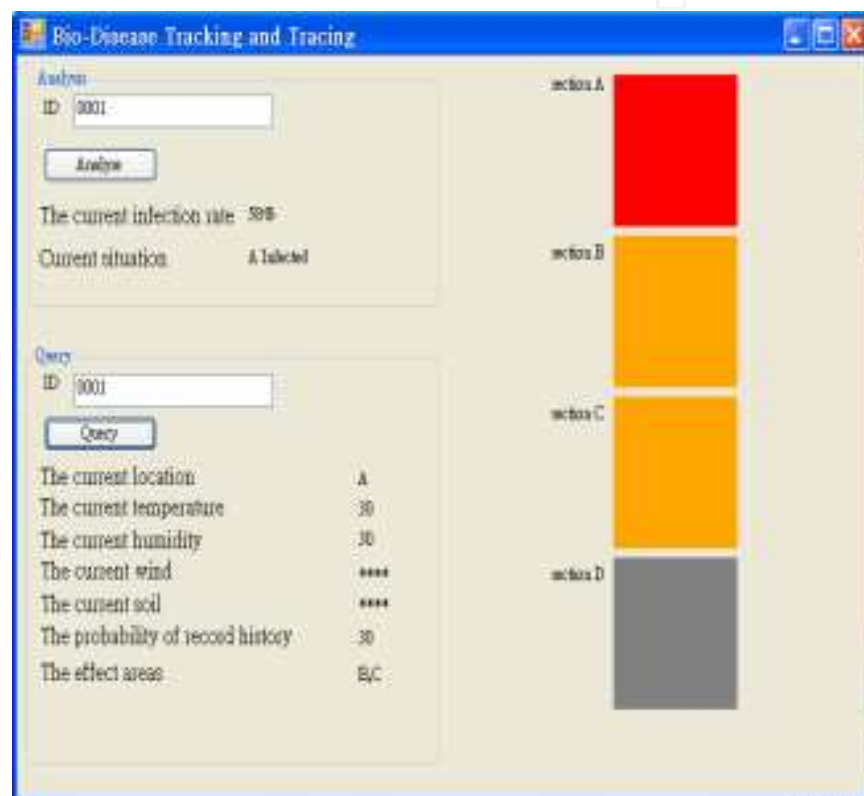 Bio-Disease Tracking and Tracing
Analyse
ID 0001
Analyse
The current infection rate
Current situation A Infected
Query
ID 0001
Query
The current location A
The current temperature 30
The current humidity 30
The current wind ****
The current soil ****
The probability of record history 30
The effect areas B,C
section A
section B
section C
section D